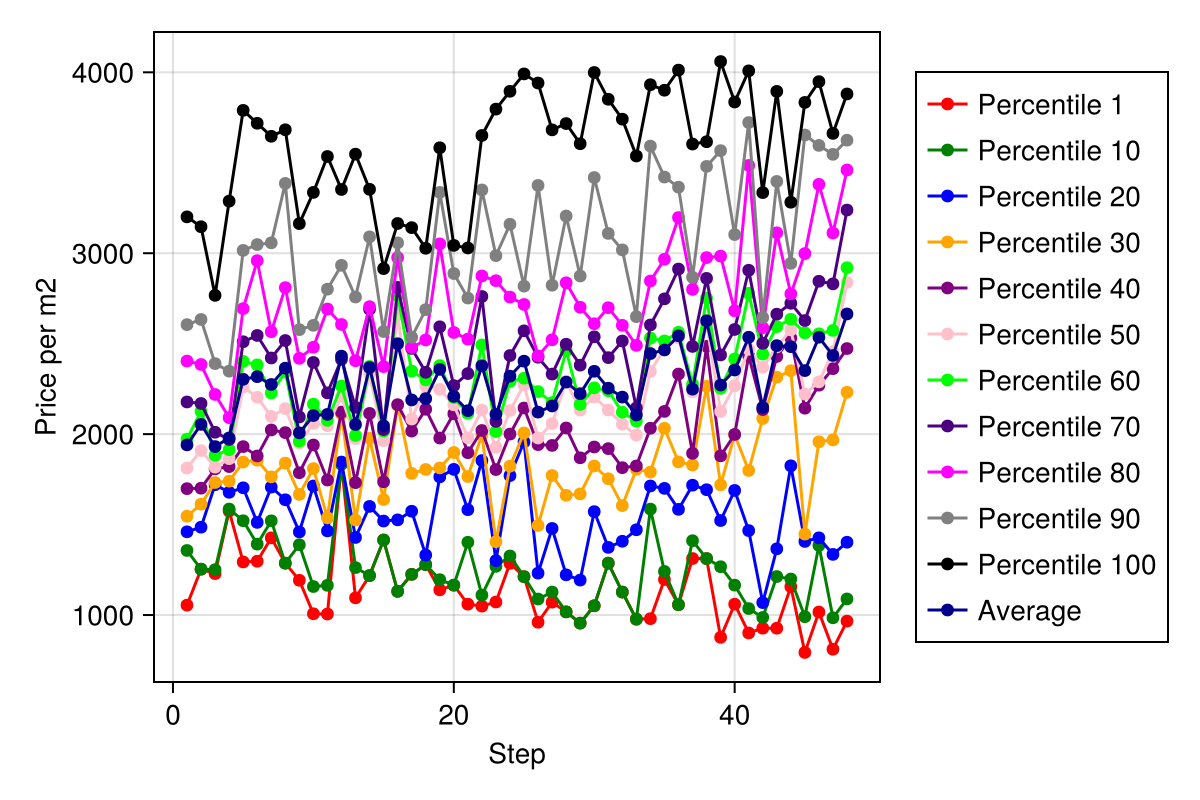 4000
3000
2000
1000
Price per m2
0 20 40
Step
Percentile 1
Percentile 10
Percentile 20
Percentile 30
Percentile 40
Percentile 50
Percentile 60
Percentile 70
Percentile 80
Percentile 90
Percentile 100
Average